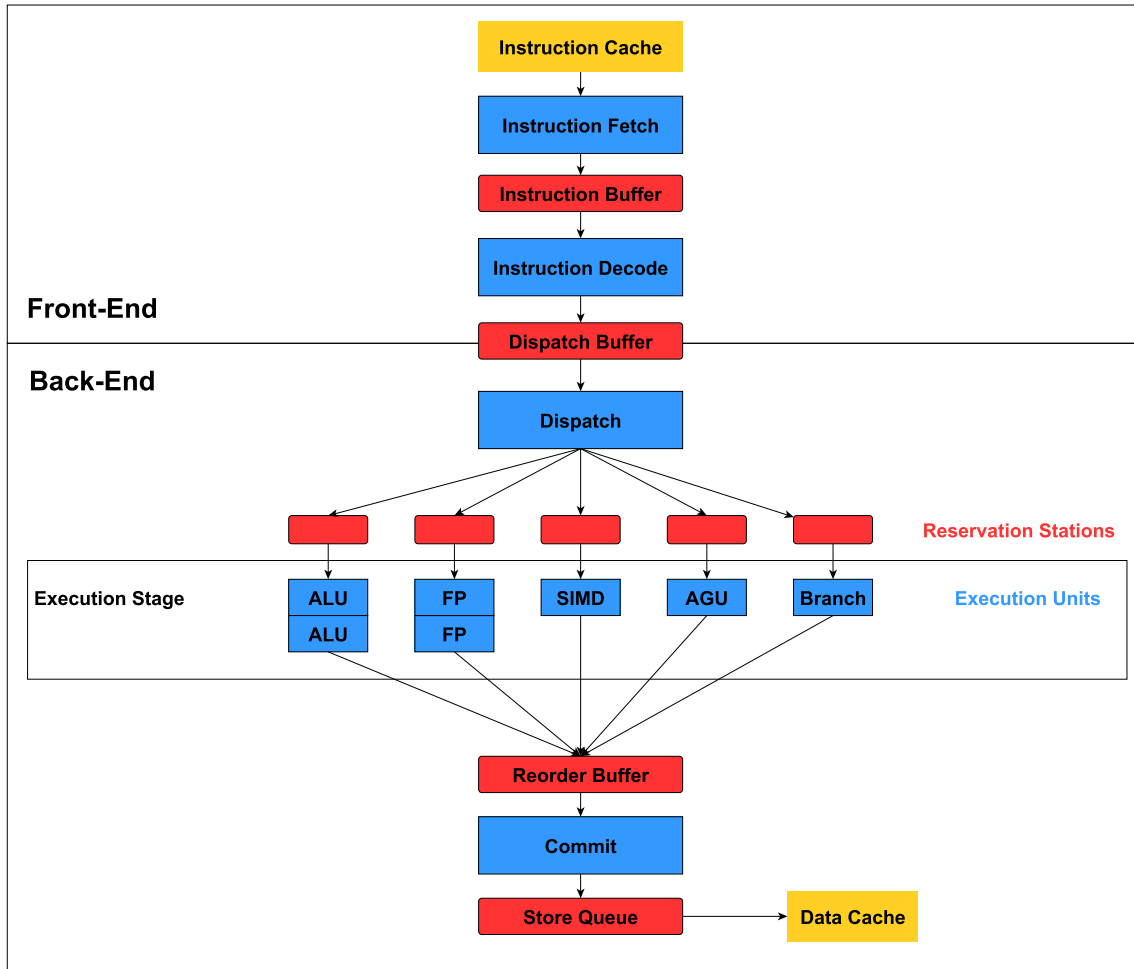 Instruction Cache
Instruction Fetch
Instruction Buffer
Instruction Decode
Front-End
Dispatch Buffer
Back-End
Dispatch
Reservation Stations
Execution Stage
ALU
FP
SIMD
AGU
Branch
Execution Units
ALU
FP
Reorder Buffer
Commit
Store Queue
Data Cache